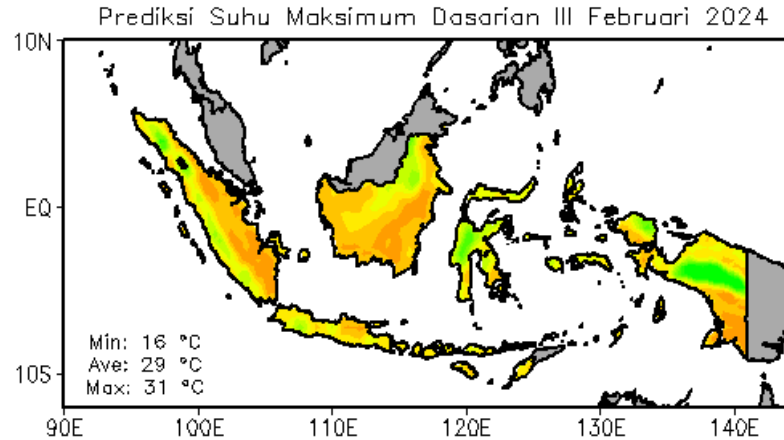 Prediksi Suhu Maksimum Dasarian III Februari 2024
10N
EQ
10S
Min: 16 °C
Ave: 29 °C
Max: 31 °C
90E 100E 110E 120E 130E 140E